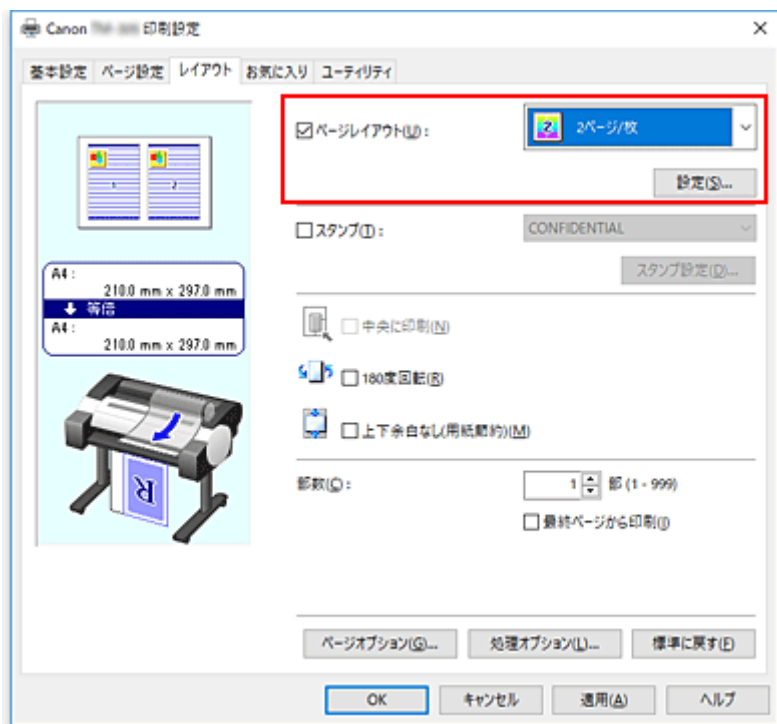 Canon 印刷設定
基本設定 ページ設定 レイアウト お気に入り ユーティリティ
1 2
A4 :
210.0 mm x 297.0 mm
等倍
A4 :
210.0 mm x 297.0 mm
R
ページレイアウト(U) :
2 2ページ/枚
設定(S)...
スタンプ(T) :
CONFIDENTIAL
スタンプ設定(D)...
中央に印刷(N)
180度回転(R)
上下余白なし(用紙節約)(M)
部数(C) :
1 部 (1 - 999)
最終ページから印刷(I)
ページオプション(G)...
処理オプション(L)...
標準に戻す(F)
OK
キャンセル
適用(A)
ヘルプ